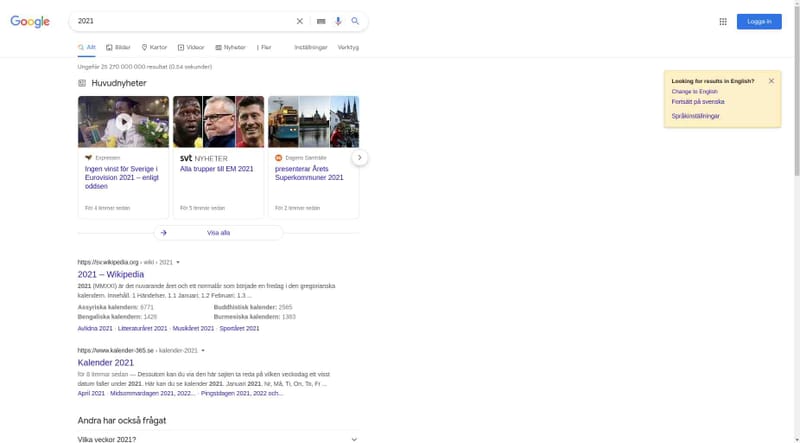 Google
2021
Logga in
Allt
Bilder
Kartor
Videor
Nyheter
Fler
Inställningar
Verktyg
Ungefär 25 270 000 000 resultat (0,64 sekunder)
Looking for results in English?
Change to English
Fortsätt på svenska
Språkinställningar
Huvudnyheter
Expressen
Ingen vinst för Sverige i
Eurovision 2021 – enligt
oddsen
För 4 timmar sedan
svt NYHETER
Alla trupper till EM 2021
För 5 timmar sedan
Dagens Samhälle
presenterar Årets
Superkommuner 2021
För 2 timmar sedan
Visa alla
https://sv.wikipedia.org › wiki › 2021
2021 – Wikipedia
2021 (MMXXI) är det nuvarande året och ett normalår som började en fredag i den gregorianska
kalendern. Innehåll. 1 Händelser. 1.1 Januari; 1.2 Februari; 1.3 ...
Assyriska kalendern: 6771
Buddhistisk kalender: 2565
Bengaliska kalendern: 1428
Burmesiska kalendern: 1383
Avlidna 2021 · Litteraturåret 2021 · Musikåret 2021 · Sportåret 2021
https://www.kalender-365.se › kalender-2021
Kalender 2021
för 8 timmar sedan — Dessutom kan du via den här sajten ta reda på vilken veckodag ett visst
datum faller under 2021. Här kan du se kalender 2021. Januari 2021. Nr, Må, Ti, On, To, Fr ...
April 2021 · Midsommardagen 2021, 2022... · Pingstdagen 2021, 2022 och...
Andra har också frågat
Vilka veckor 2021?